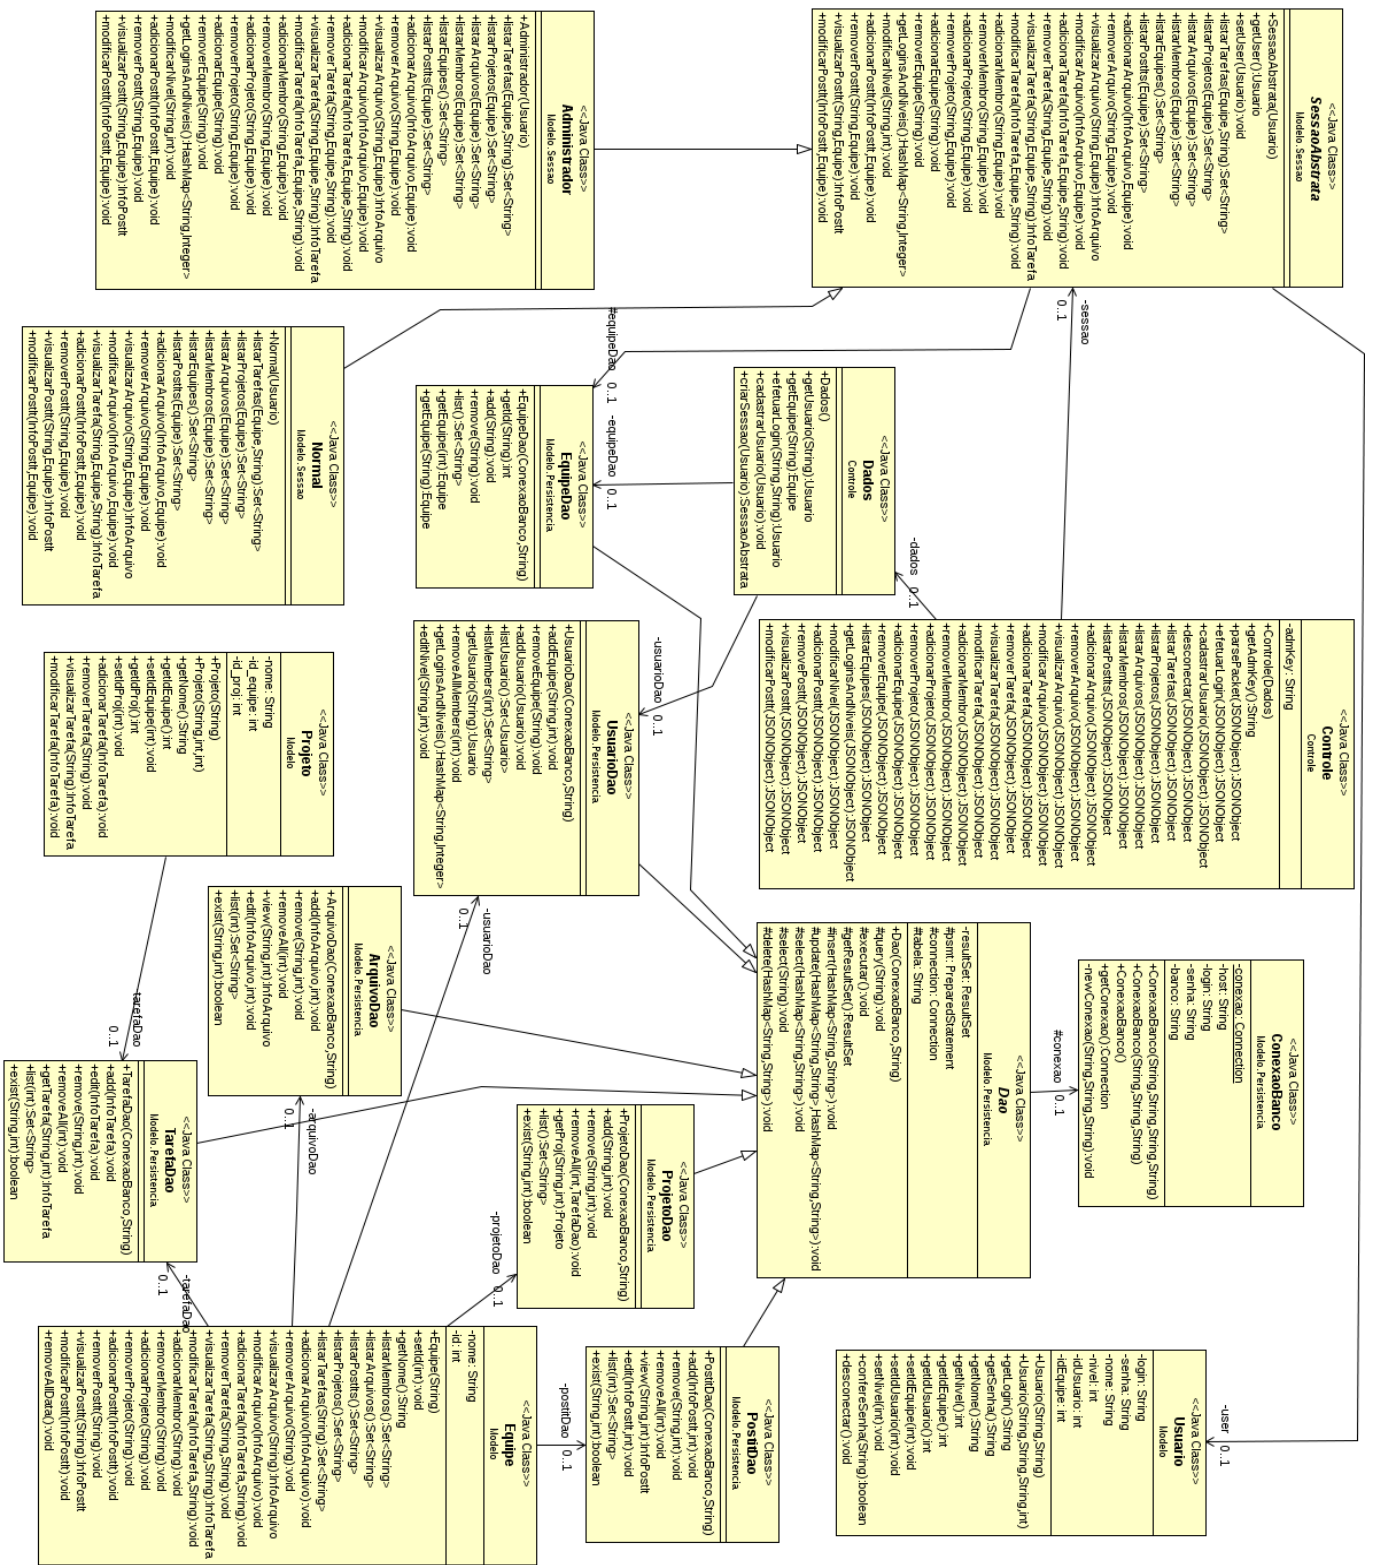 <<Java Class>>
SessaoAbstrata
Modelo.Sessao
+SessaoAbstrata(Usuario)
+getUser():Usuario
+setUser(Usuario):void
+listarTarefas(Equipe,String):Set<String>
+listarProjetos(Equipe):Set<String>
+listarArquivos(Equipe):Set<String>
+listarMembros(Equipe):Set<String>
+listarEquipes():Set<String>
+listarPostIts(Equipe):Set<String>
+adicionarArquivo(InfoArquivo,Equipe):void
+removerArquivo(String,Equipe):void
+visualizarArquivo(String,Equipe):InfoArquivo
+modificarArquivo(InfoArquivo,Equipe):void
+adicionarTarefa(InfoTarefa,Equipe,String):void
+removerTarefa(String,Equipe,String):void
+visualizarTarefa(String,Equipe,String):InfoTarefa
+modificarTarefa(InfoTarefa,Equipe,String):void
+adicionarMembro(String,Equipe):void
+removerMembro(String,Equipe):void
+adicionarProjeto(String,Equipe):void
+removerProjeto(String,Equipe):void
+adicionarEquipe(String):void
+removerEquipe(String):void
+getLoginsAndNiveis():HashMap<String,Integer>
+modificarNivel(String,int):void
+adicionarPostIt(InfoPostIt,Equipe):void
+removerPostIt(String,Equipe):void
+visualizarPostIt(String,Equipe):InfoPostIt
+modificarPostIt(InfoPostIt,Equipe):void
<<Java Class>>
Administrador
Modelo.Sessao
+Administrador(Usuario)
+listarTarefas(Equipe,String):Set<String>
+listarProjetos(Equipe):Set<String>
+listarArquivos(Equipe):Set<String>
+listarMembros(Equipe):Set<String>
+listarEquipes():Set<String>
+listarPostIts(Equipe):Set<String>
+adicionarArquivo(InfoArquivo,Equipe):void
+removerArquivo(String,Equipe):void
+visualizarArquivo(String,Equipe):InfoArquivo
+modificarArquivo(InfoArquivo,Equipe):void
+adicionarTarefa(InfoTarefa,Equipe,String):void
+removerTarefa(String,Equipe,String):void
+visualizarTarefa(String,Equipe,String):InfoTarefa
+modificarTarefa(InfoTarefa,Equipe,String):void
+adicionarMembro(String,Equipe):void
+removerMembro(String,Equipe):void
+adicionarProjeto(String,Equipe):void
+removerProjeto(String,Equipe):void
+adicionarEquipe(String):void
+removerEquipe(String):void
+getLoginsAndNiveis():HashMap<String,Integer>
+modificarNivel(String,int):void
+adicionarPostIt(InfoPostIt,Equipe):void
+removerPostIt(String,Equipe):void
+visualizarPostIt(String,Equipe):InfoPostIt
+modificarPostIt(InfoPostIt,Equipe):void
-sessao
0..1
#equipeDao 0..1
-equipeDao 0..1
<<Java Class>>
Normal
Modelo.Sessao
+Normal(Usuario)
+listarTarefas(Equipe,String):Set<String>
+listarProjetos(Equipe):Set<String>
+listarArquivos(Equipe):Set<String>
+listarMembros(Equipe):Set<String>
+listarEquipes():Set<String>
+listarPostIts(Equipe):Set<String>
+adicionarArquivo(InfoArquivo,Equipe):void
+removerArquivo(String,Equipe):void
+visualizarArquivo(String,Equipe):InfoArquivo
+modificarArquivo(InfoArquivo,Equipe):void
+visualizarTarefa(String,Equipe,String):InfoTarefa
+adicionarPostIt(InfoPostIt,Equipe):void
+removerPostIt(String,Equipe):void
+visualizarPostIt(String,Equipe):InfoPostIt
+modificarPostIt(InfoPostIt,Equipe):void
<<Java Class>>
EquipeDao
Modelo.Persistencia
+EquipeDao(ConexaoBanco,String)
+getId(String):int
+add(String):void
+remove(String):void
+list():Set<String>
+getEquipe(int):Equipe
+getEquipe(String):Equipe
<<Java Class>>
Dados
Controle
+Dados()
+getUsuario(String):Usuario
+getEquipe(String):Equipe
+efetuarLogin(String,String):Usuario
+cadastrarUsuario(Usuario):void
+criarSessao(Usuario):SessaoAbstrata
-dados
0..1
<<Java Class>>
Controle
Controle
-admKey: String
+Controle(Dados)
+getAdmKey():String
+parsePacket(JSONObject):JSONObject
+efetuarLogin(JSONObject):JSONObject
+cadastrarUsuario(JSONObject):JSONObject
+desconectar(JSONObject):JSONObject
+listarTarefas(JSONObject):JSONObject
+listarProjetos(JSONObject):JSONObject
+listarArquivos(JSONObject):JSONObject
+listarMembros(JSONObject):JSONObject
+listarPostIts(JSONObject):JSONObject
+adicionarArquivo(JSONObject):JSONObject
+removerArquivo(JSONObject):JSONObject
+visualizarArquivo(JSONObject):JSONObject
+modificarArquivo(JSONObject):JSONObject
+adicionarTarefa(JSONObject):JSONObject
+removerTarefa(JSONObject):JSONObject
+visualizarTarefa(JSONObject):JSONObject
+modificarTarefa(JSONObject):JSONObject
+adicionarMembro(JSONObject):JSONObject
+removerMembro(JSONObject):JSONObject
+adicionarProjeto(JSONObject):JSONObject
+removerProjeto(JSONObject):JSONObject
+adicionarEquipe(JSONObject):JSONObject
+removerEquipe(JSONObject):JSONObject
+listarEquipes(JSONObject):JSONObject
+getLoginsAndNiveis(JSONObject):JSONObject
+modificarNivel(JSONObject):JSONObject
+adicionarPostIt(JSONObject):JSONObject
+removerPostIt(JSONObject):JSONObject
+visualizarPostIt(JSONObject):JSONObject
+modificarPostIt(JSONObject):JSONObject
-usuarioDao
0..1
<<Java Class>>
UsuarioDao
Modelo.Persistencia
+UsuarioDao(ConexaoBanco,String)
+addEquipe(String,int):void
+removeEquipe(String):void
+addUsuario(Usuario):void
+listUsuario():Set<Usuario>
+listMembers(int):Set<String>
+getUsuario(String):Usuario
+removeAllMembers(int):void
+getLoginsAndNiveis():HashMap<String,Integer>
+editNivel(String,int):void
<<Java Class>>
Projeto
Modelo
-nome: String
-id_equipe: int
-id_proj: int
+Projeto(String)
+Projeto(String,int,int)
+getNome():String
+getIdEquipe():int
+setIdEquipe(int):void
+getIdProj():int
+setIdProj(int):void
+adicionarTarefa(InfoTarefa):void
+removerTarefa(String):void
+visualizarTarefa(String):InfoTarefa
+modificarTarefa(InfoTarefa):void
<<Java Class>>
ArquivoDao
Modelo.Persistencia
+ArquivoDao(ConexaoBanco,String)
+add(InfoArquivo,int):void
+remove(String,int):void
+removeAll(int):void
+view(String,int):InfoArquivo
+edit(InfoArquivo,int):void
+list(int):Set<String>
+exist(String,int):boolean
-usuarioDao
0..1
<<Java Class>>
Dao
Modelo.Persistencia
-resultSet: ResultSet
#psmt: PreparedStatement
#connection: Connection
#tabela: String
+Dao(ConexaoBanco,String)
#query(String):void
#executar():void
#getResultSet():ResultSet
#insert(HashMap<String,String>):void
#update(HashMap<String,String>,HashMap<String,String>):void
#select(HashMap<String,String>):void
#select(String):void
#delete(HashMap<String,String>):void
#conexao 0..1
<<Java Class>>
ConexaoBanco
Modelo.Persistencia
-conexao: Connection
-host: String
-login: String
-senha: String
-banco: String
+ConexaoBanco(String,String,String,String)
+ConexaoBanco(String,String,String)
+ConexaoBanco()
+getConexao():Connection
-newConexao(String,String,String):void
-tarefaDao
0..1
<<Java Class>>
TarefaDao
Modelo.Persistencia
+TarefaDao(ConexaoBanco,String)
+add(InfoTarefa):void
+edit(InfoTarefa):void
+remove(String,int):void
+removeAll(int):void
+getTarefa(String,int):InfoTarefa
+list(int):Set<String>
+exist(String,int):boolean
-arquivoDao
0..1
<<Java Class>>
ProjetoDao
Modelo.Persistencia
+ProjetoDao(ConexaoBanco,String)
+add(String,int):void
+remove(String,int):void
+removeAll(int,TarefaDao):void
+getProj(String,int):Projeto
+list():Set<String>
+exist(String,int):boolean
-projetoDao 0..1
-tarefaDao
0..1
<<Java Class>>
Equipe
Modelo
-nome: String
-id: int
+Equipe(String)
+setId(int):void
+getNome():String
+listarMembros():Set<String>
+listarArquivos():Set<String>
+listarPostIts():Set<String>
+listarProjetos():Set<String>
+listarTarefas(String):Set<String>
+adicionarArquivo(InfoArquivo):void
+removerArquivo(String):void
+visualizarArquivo(String):InfoArquivo
+modificarArquivo(InfoArquivo):void
+adicionarTarefa(InfoTarefa,String):void
+removerTarefa(String,String):void
+visualizarTarefa(String,String):InfoTarefa
+modificarTarefa(InfoTarefa,String):void
+adicionarMembro(String):void
+removerMembro(String):void
+adicionarProjeto(String):void
+removerProjeto(String):void
+adicionarPostIt(InfoPostIt):void
+removerPostIt(String):void
+visualizarPostIt(String):InfoPostIt
+modificarPostIt(InfoPostIt):void
+removeAllData():void
-postitDao 0..1
<<Java Class>>
PostitDao
Modelo.Persistencia
+PostitDao(ConexaoBanco,String)
+add(InfoPostIt,int):void
+remove(String,int):void
+removeAll(int):void
+view(String,int):InfoPostIt
+edit(InfoPostIt,int):void
+list(int):Set<String>
+exist(String,int):boolean
-user 0..1
<<Java Class>>
Usuario
Modelo
-login: String
-senha: String
-nome: String
-nivel: int
-idUsuario: int
-idEquipe: int
+Usuario(String,String)
+Usuario(String,String,String,int)
+getLogin():String
+getSenha():String
+getNome():String
+getNivel():int
+getIdEquipe():int
+getIdUsuario():int
+setIdEquipe(int):void
+setIdUsuario(int):void
+setNivel(int):void
+confereSenha(String):boolean
+desconectar():void